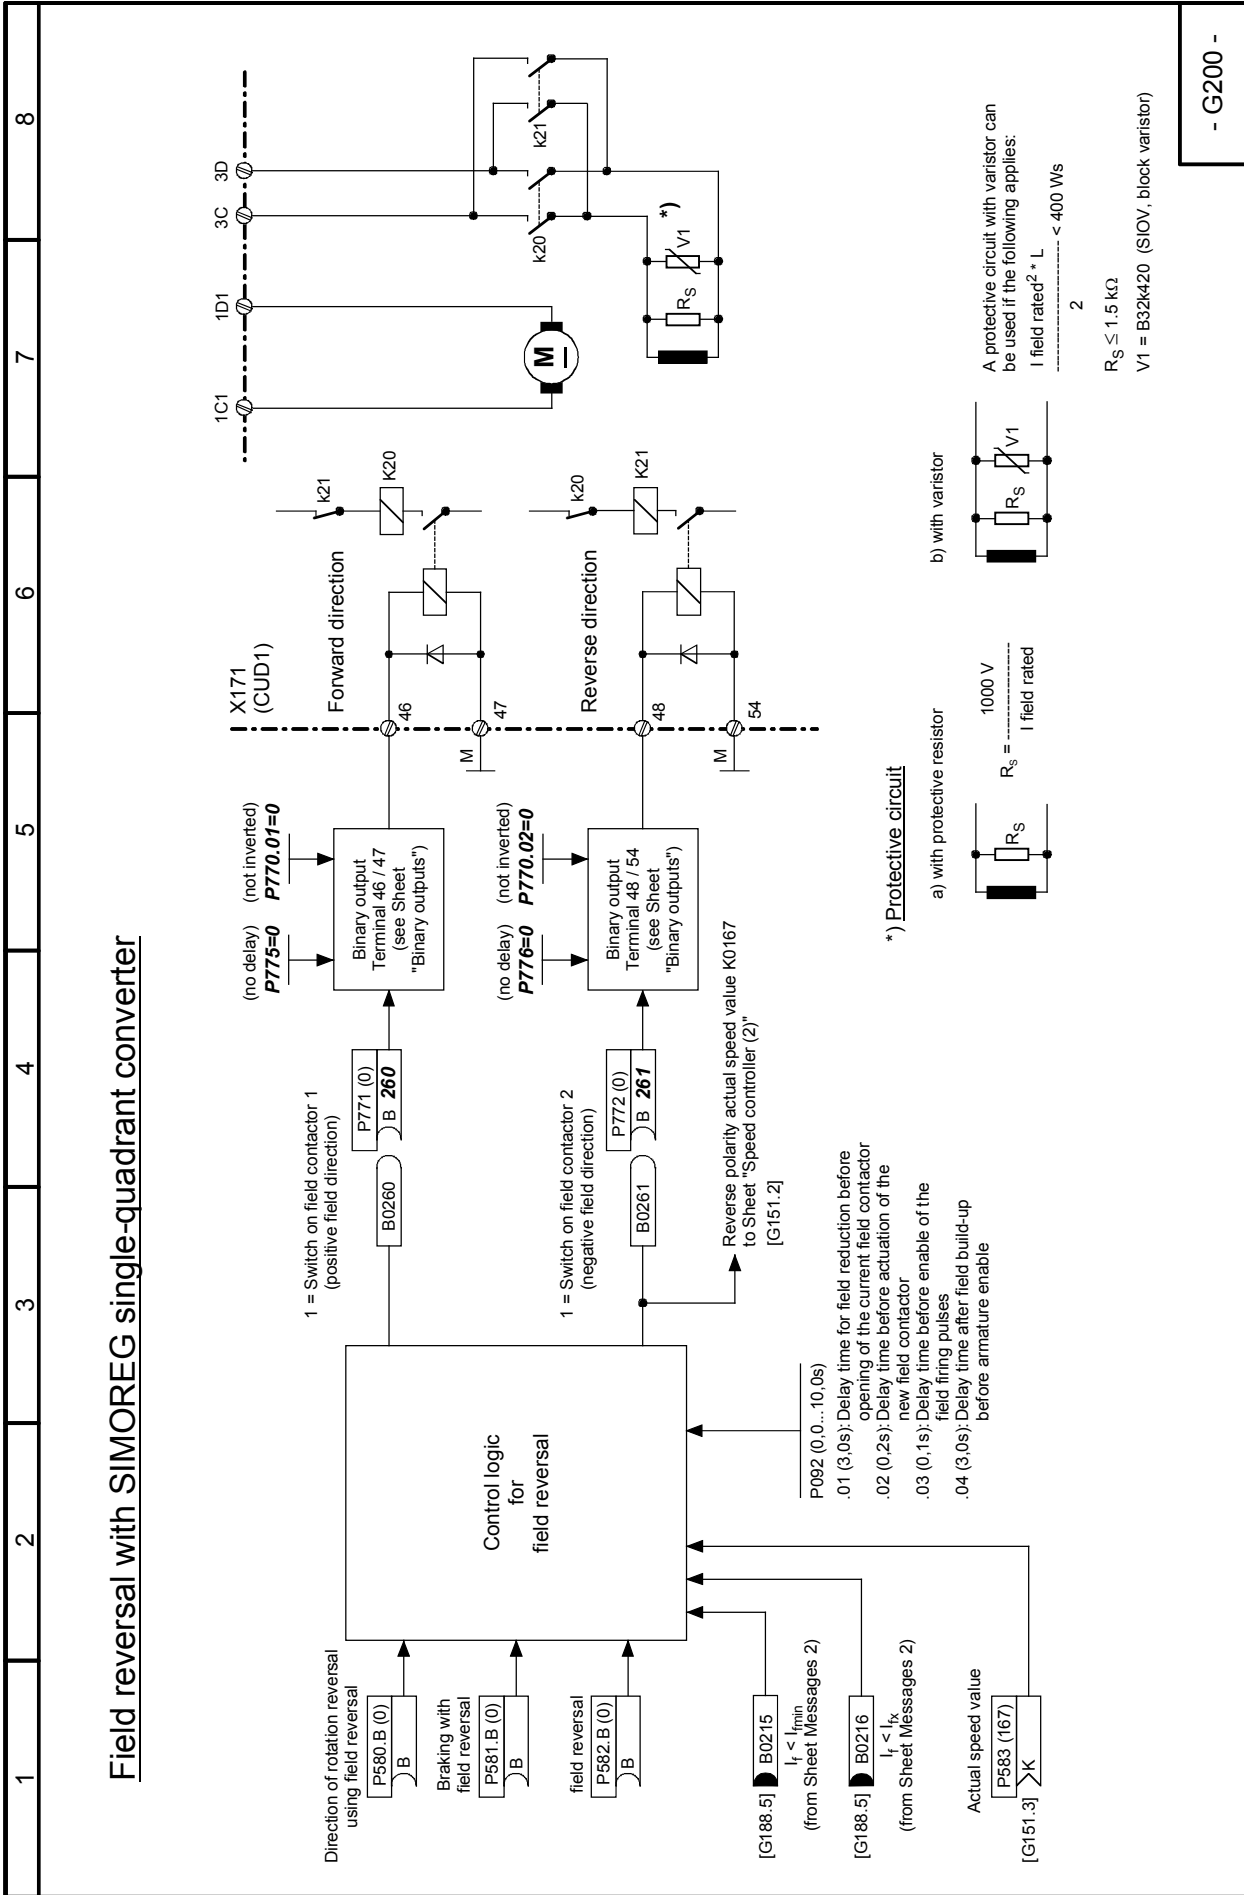 1 2 3 4 5 6 7 8
Field reversal with SIMOREG single-quadrant converter
Direction of rotation reversal
using field reversal
P580.B (0)
B
Braking with
field reversal
P581.B (0)
B
field reversal
P582.B (0)
B
[G188.5]
B0215
If < Ifmin
(from Sheet Messages 2)
[G188.5]
B0216
If < Ifx
(from Sheet Messages 2)
Actual speed value
P583 (167)
K
[G151.3]
Control logic
for
field reversal
P092 (0,0...10,0s)
.01 (3,0s): Delay time for field reduction before
opening of the current field contactor
.02 (0,2s): Delay time before actuation of the
new field contactor
.03 (0,1s): Delay time before enable of the
field firing pulses
.04 (3,0s): Delay time after field build-up
before armature enable
1 = Switch on field contactor 1
(positive field direction)
B0260
P771 (0)
B 260
1 = Switch on field contactor 2
(negative field direction)
B0261
P772 (0)
B 261
Reverse polarity actual speed value K0167
to Sheet "Speed controller (2)"
[G151.2]
(no delay)
P775=0
(not inverted)
P770.01=0
Binary output
Terminal 46 / 47
(see Sheet
"Binary outputs")
(no delay)
P776=0
(not inverted)
P770.02=0
Binary output
Terminal 48 / 54
(see Sheet
"Binary outputs")
X171
(CUD1)
Forward direction
46
47
M
k21
K20
Reverse direction
48
54
M
k20
K21
1C1
1D1
3C
3D
M
k20
k21
RS
V1
*)
*) Protective circuit
a) with protective resistor
RS
1000 V
RS = ---------------
I field rated
b) with varistor
RS
V1
A protective circuit with varistor can
be used if the following applies:
I field rated² * L
------------------------ < 400 Ws
2
RS ≤ 1.5 kΩ
V1 = B32k420 (SIOV, block varistor)
- G200 -